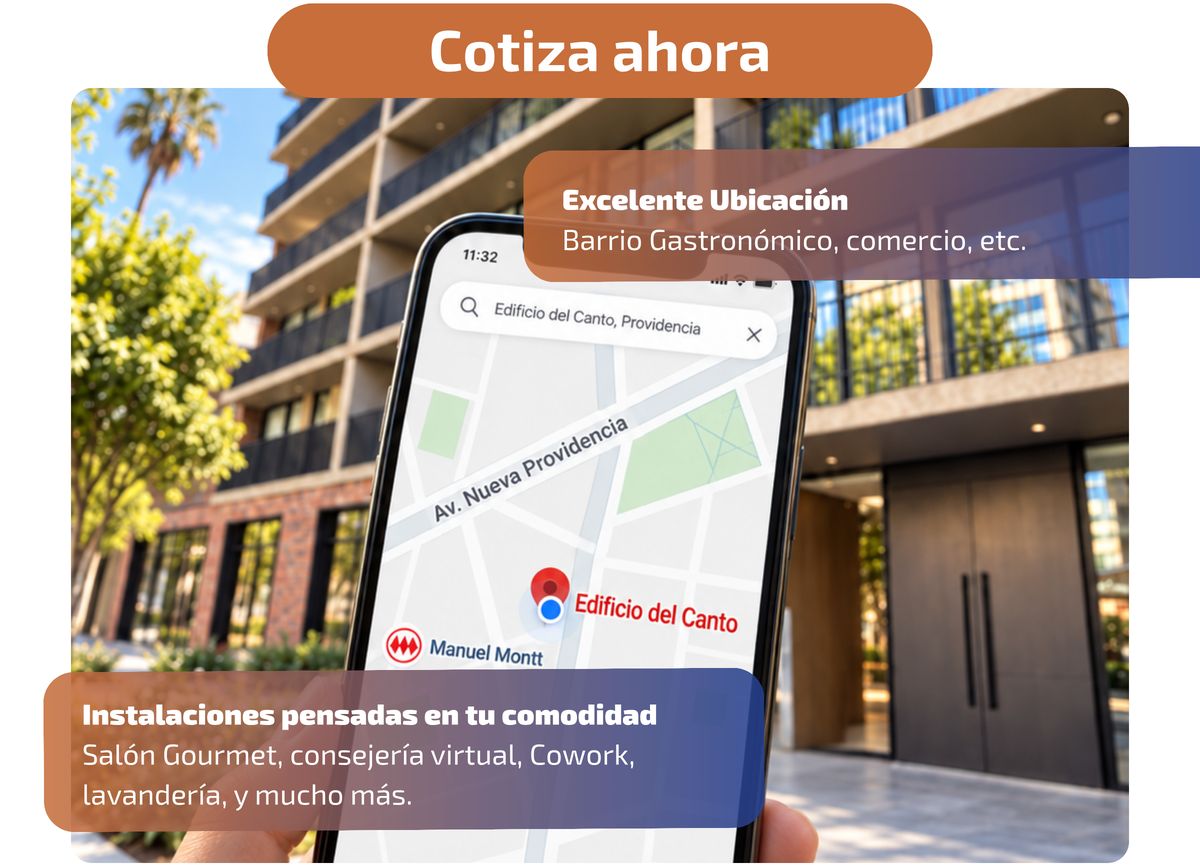 Cotiza ahora
Excelente Ubicación
Barrio Gastronómico, comercio, etc.
11:32
Edificio del Canto, Providencia
Av. Nueva Providencia
Edificio del Canto
Manuel Montt
Instalaciones pensadas en tu comodidad
Salón Gourmet, consejería virtual, Cowork,
lavandería, y mucho más.